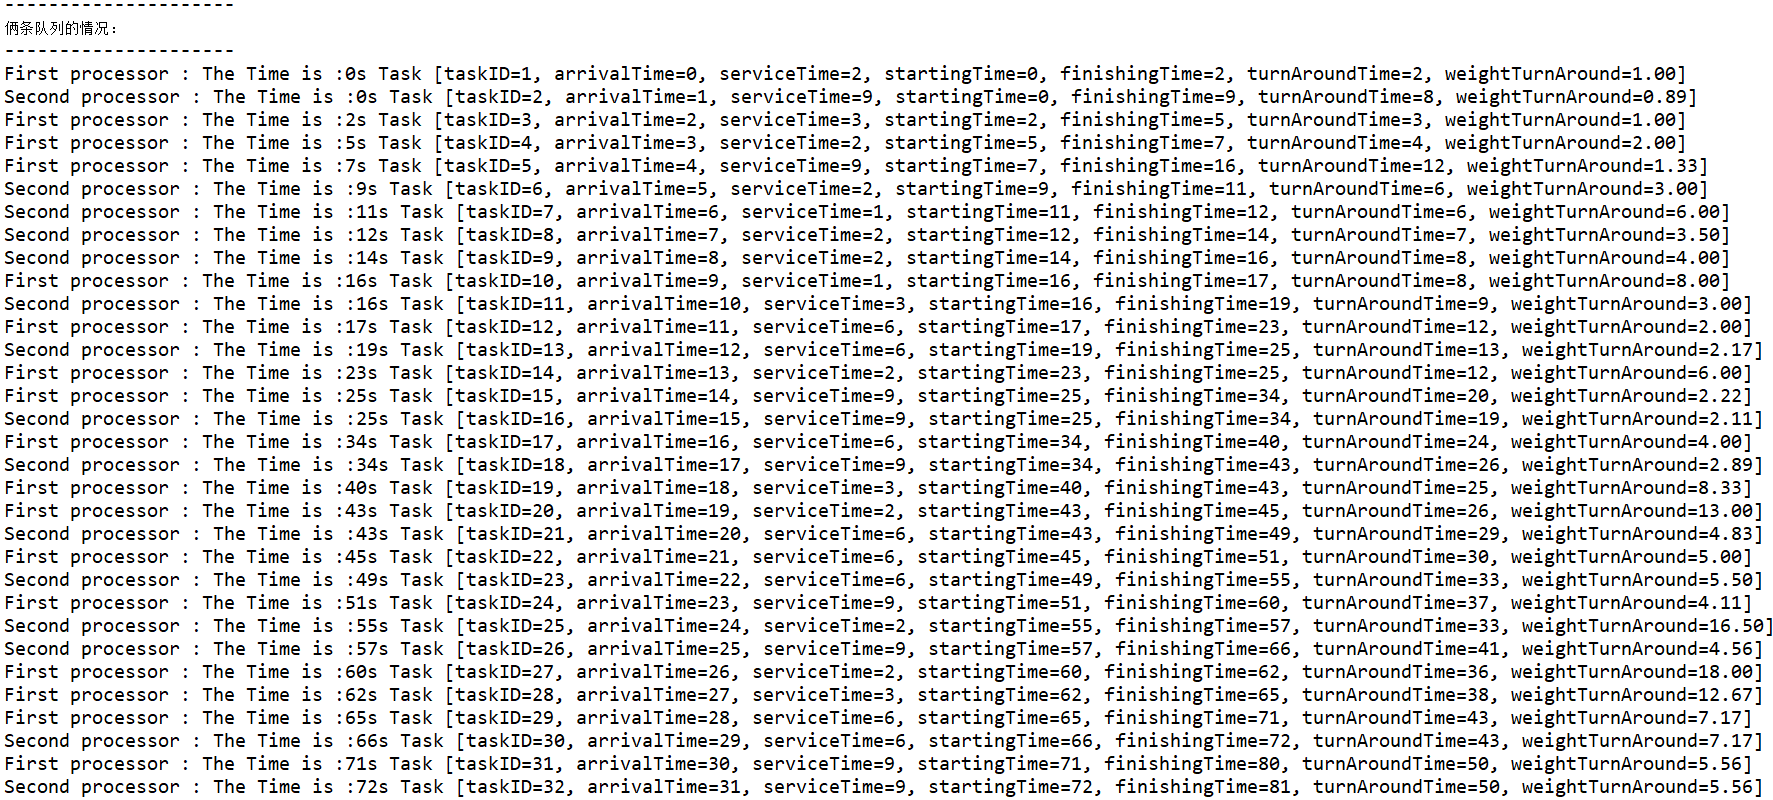 ---------------------
俩条队列的情况：
---------------------
First processor : The Time is :0s Task [taskID=1, arrivalTime=0, serviceTime=2, startingTime=0, finishingTime=2, turnAroundTime=2, weightTurnAround=1.00]
Second processor : The Time is :0s Task [taskID=2, arrivalTime=1, serviceTime=9, startingTime=0, finishingTime=9, turnAroundTime=8, weightTurnAround=0.89]
First processor : The Time is :2s Task [taskID=3, arrivalTime=2, serviceTime=3, startingTime=2, finishingTime=5, turnAroundTime=3, weightTurnAround=1.00]
First processor : The Time is :5s Task [taskID=4, arrivalTime=3, serviceTime=2, startingTime=5, finishingTime=7, turnAroundTime=4, weightTurnAround=2.00]
First processor : The Time is :7s Task [taskID=5, arrivalTime=4, serviceTime=9, startingTime=7, finishingTime=16, turnAroundTime=12, weightTurnAround=1.33]
Second processor : The Time is :9s Task [taskID=6, arrivalTime=5, serviceTime=2, startingTime=9, finishingTime=11, turnAroundTime=6, weightTurnAround=3.00]
Second processor : The Time is :11s Task [taskID=7, arrivalTime=6, serviceTime=1, startingTime=11, finishingTime=12, turnAroundTime=6, weightTurnAround=6.00]
Second processor : The Time is :12s Task [taskID=8, arrivalTime=7, serviceTime=2, startingTime=12, finishingTime=14, turnAroundTime=7, weightTurnAround=3.50]
Second processor : The Time is :14s Task [taskID=9, arrivalTime=8, serviceTime=2, startingTime=14, finishingTime=16, turnAroundTime=8, weightTurnAround=4.00]
First processor : The Time is :16s Task [taskID=10, arrivalTime=9, serviceTime=1, startingTime=16, finishingTime=17, turnAroundTime=8, weightTurnAround=8.00]
Second processor : The Time is :16s Task [taskID=11, arrivalTime=10, serviceTime=3, startingTime=16, finishingTime=19, turnAroundTime=9, weightTurnAround=3.00]
First processor : The Time is :17s Task [taskID=12, arrivalTime=11, serviceTime=6, startingTime=17, finishingTime=23, turnAroundTime=12, weightTurnAround=2.00]
Second processor : The Time is :19s Task [taskID=13, arrivalTime=12, serviceTime=6, startingTime=19, finishingTime=25, turnAroundTime=13, weightTurnAround=2.17]
First processor : The Time is :23s Task [taskID=14, arrivalTime=13, serviceTime=2, startingTime=23, finishingTime=25, turnAroundTime=12, weightTurnAround=6.00]
First processor : The Time is :25s Task [taskID=15, arrivalTime=14, serviceTime=9, startingTime=25, finishingTime=34, turnAroundTime=20, weightTurnAround=2.22]
Second processor : The Time is :25s Task [taskID=16, arrivalTime=15, serviceTime=9, startingTime=25, finishingTime=34, turnAroundTime=19, weightTurnAround=2.11]
First processor : The Time is :34s Task [taskID=17, arrivalTime=16, serviceTime=6, startingTime=34, finishingTime=40, turnAroundTime=24, weightTurnAround=4.00]
Second processor : The Time is :34s Task [taskID=18, arrivalTime=17, serviceTime=9, startingTime=34, finishingTime=43, turnAroundTime=26, weightTurnAround=2.89]
First processor : The Time is :40s Task [taskID=19, arrivalTime=18, serviceTime=3, startingTime=40, finishingTime=43, turnAroundTime=25, weightTurnAround=8.33]
First processor : The Time is :43s Task [taskID=20, arrivalTime=19, serviceTime=2, startingTime=43, finishingTime=45, turnAroundTime=26, weightTurnAround=13.00]
Second processor : The Time is :43s Task [taskID=21, arrivalTime=20, serviceTime=6, startingTime=43, finishingTime=49, turnAroundTime=29, weightTurnAround=4.83]
First processor : The Time is :45s Task [taskID=22, arrivalTime=21, serviceTime=6, startingTime=45, finishingTime=51, turnAroundTime=30, weightTurnAround=5.00]
Second processor : The Time is :49s Task [taskID=23, arrivalTime=22, serviceTime=6, startingTime=49, finishingTime=55, turnAroundTime=33, weightTurnAround=5.50]
First processor : The Time is :51s Task [taskID=24, arrivalTime=23, serviceTime=9, startingTime=51, finishingTime=60, turnAroundTime=37, weightTurnAround=4.11]
Second processor : The Time is :55s Task [taskID=25, arrivalTime=24, serviceTime=2, startingTime=55, finishingTime=57, turnAroundTime=33, weightTurnAround=16.50]
Second processor : The Time is :57s Task [taskID=26, arrivalTime=25, serviceTime=9, startingTime=57, finishingTime=66, turnAroundTime=41, weightTurnAround=4.56]
First processor : The Time is :60s Task [taskID=27, arrivalTime=26, serviceTime=2, startingTime=60, finishingTime=62, turnAroundTime=36, weightTurnAround=18.00]
First processor : The Time is :62s Task [taskID=28, arrivalTime=27, serviceTime=3, startingTime=62, finishingTime=65, turnAroundTime=38, weightTurnAround=12.67]
First processor : The Time is :65s Task [taskID=29, arrivalTime=28, serviceTime=6, startingTime=65, finishingTime=71, turnAroundTime=43, weightTurnAround=7.17]
Second processor : The Time is :66s Task [taskID=30, arrivalTime=29, serviceTime=6, startingTime=66, finishingTime=72, turnAroundTime=43, weightTurnAround=7.17]
First processor : The Time is :71s Task [taskID=31, arrivalTime=30, serviceTime=9, startingTime=71, finishingTime=80, turnAroundTime=50, weightTurnAround=5.56]
Second processor : The Time is :72s Task [taskID=32, arrivalTime=31, serviceTime=9, startingTime=72, finishingTime=81, turnAroundTime=50, weightTurnAround=5.56]